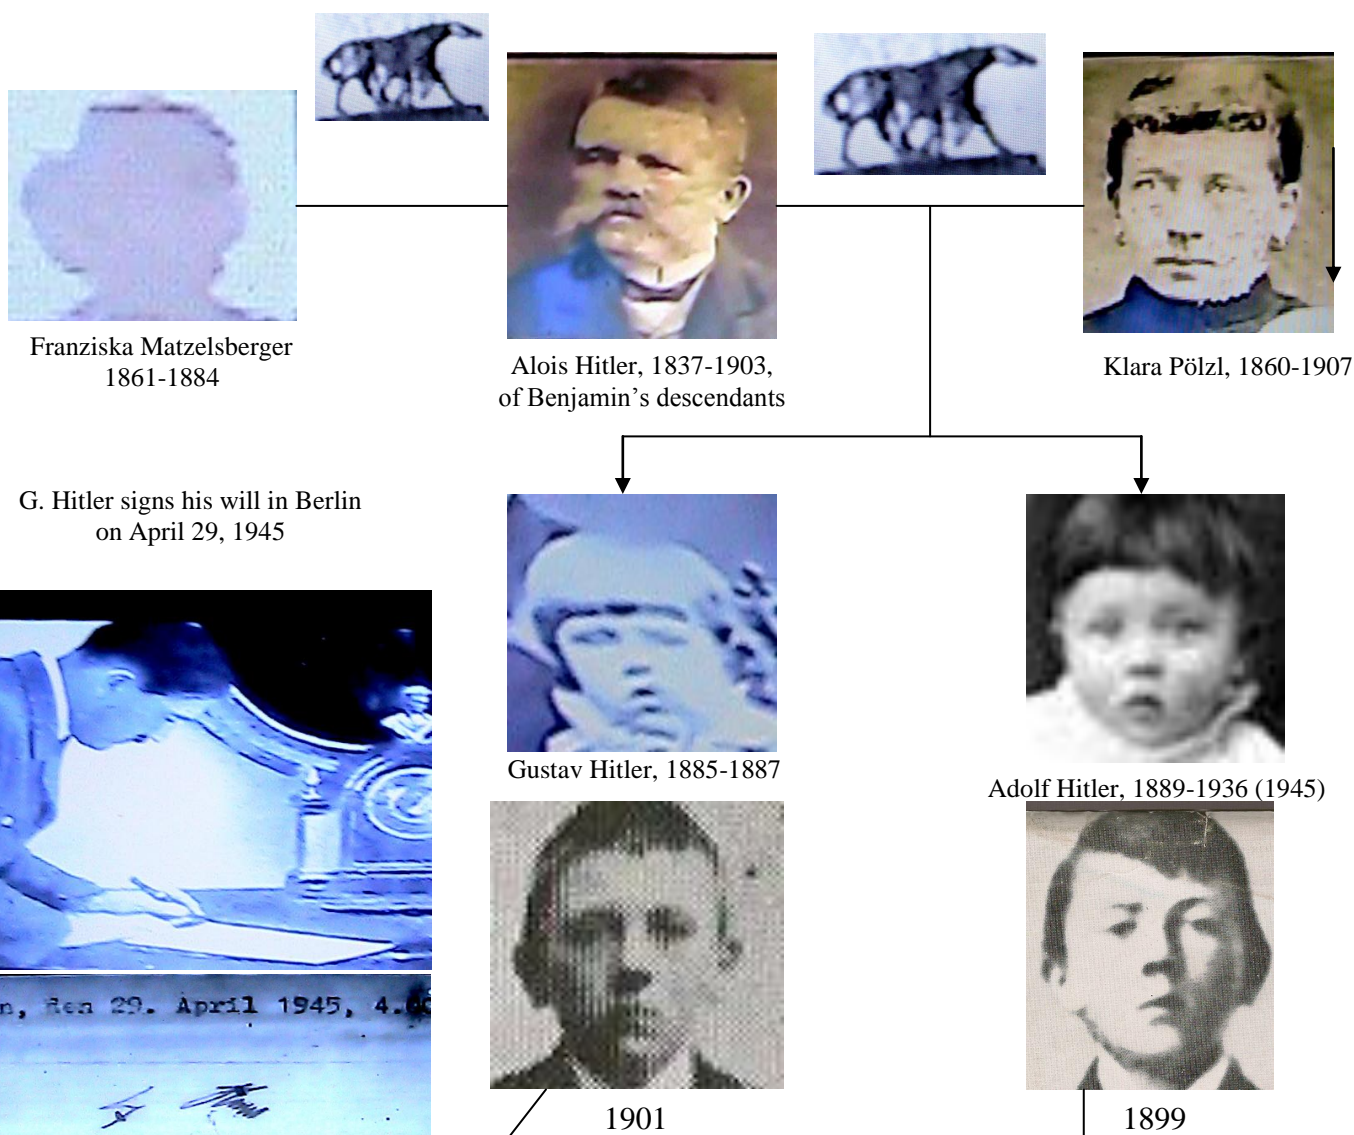 Franziska Matzelsberger
1861-1884
Alois Hitler, 1837-1903,
of Benjamin’s descendants
Klara Pölzl, 1860-1907
G. Hitler signs his will in Berlin
on April 29, 1945
Gustav Hitler, 1885-1887
Adolf Hitler, 1889-1936 (1945)
29. April 1945,
1901
1899